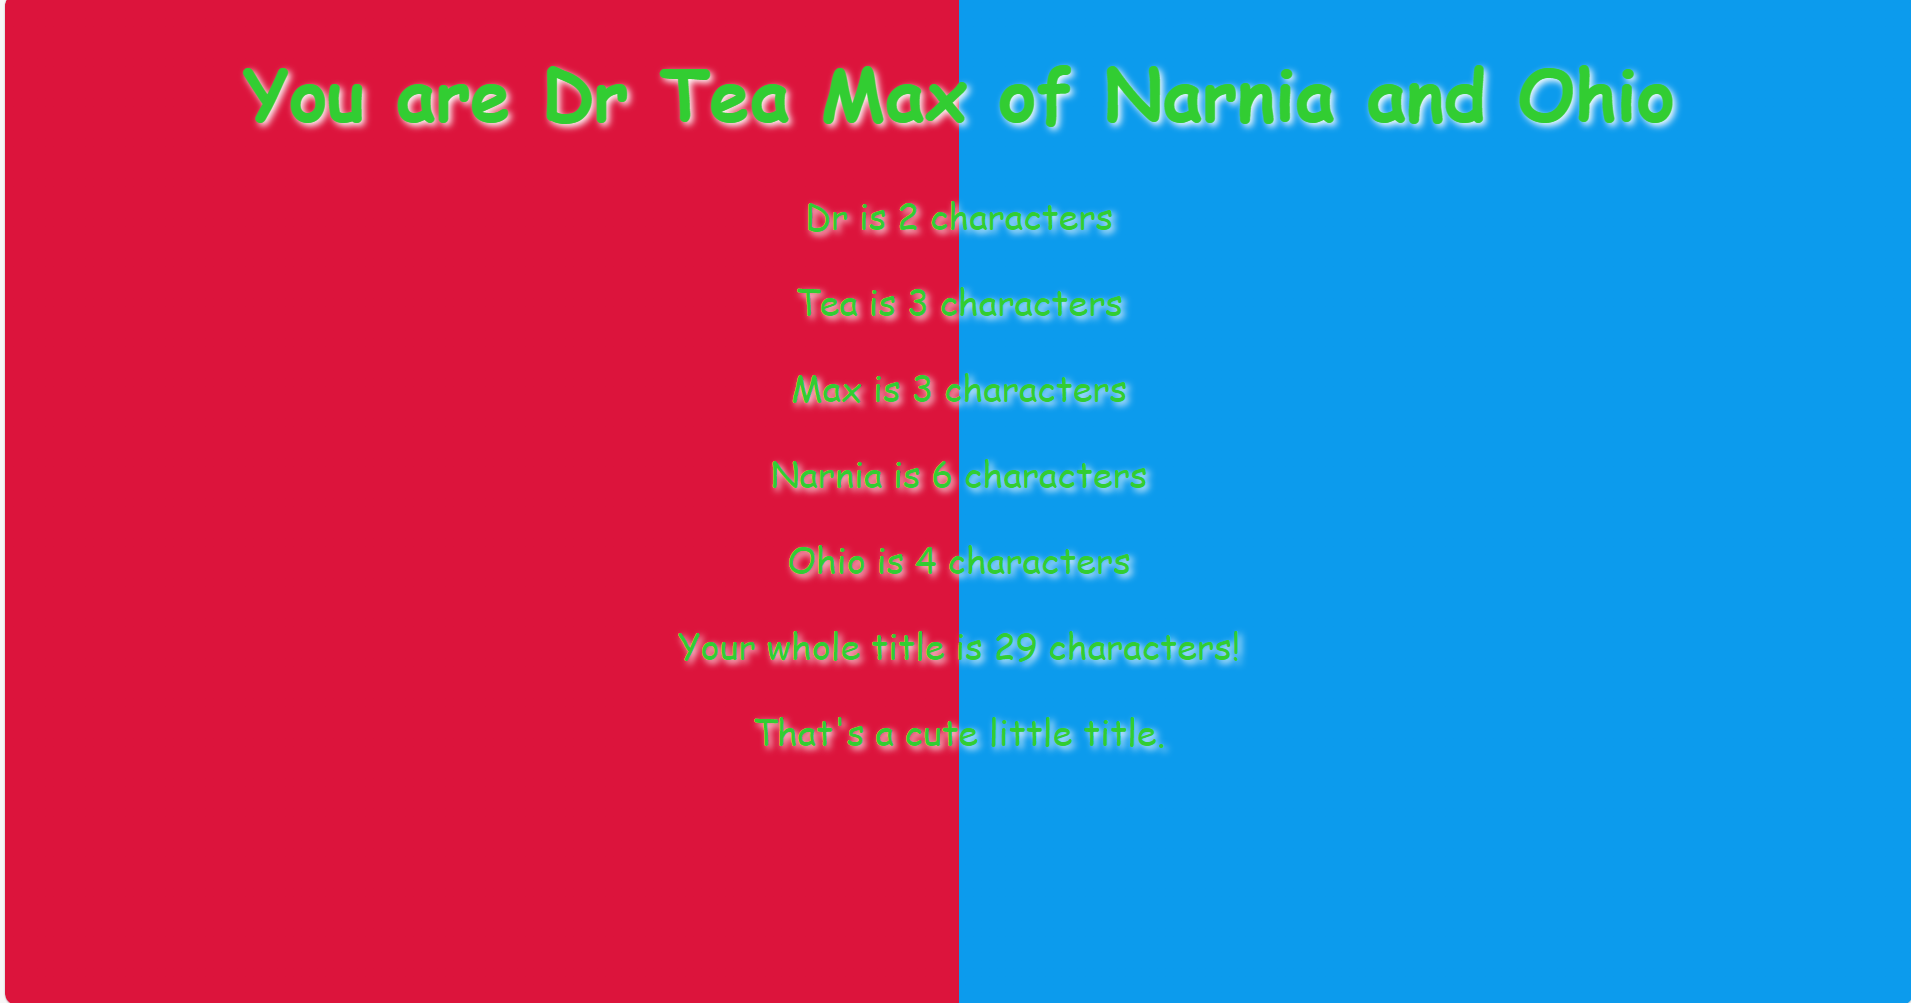 You are Dr Tea Max of Narnia and Ohio
Dr is 2 characters
Tea is 3 characters
Max is 3 characters
Narnia is 6 characters
Ohio is 4 characters
Your whole title is 29 characters!
That's a cute little title.